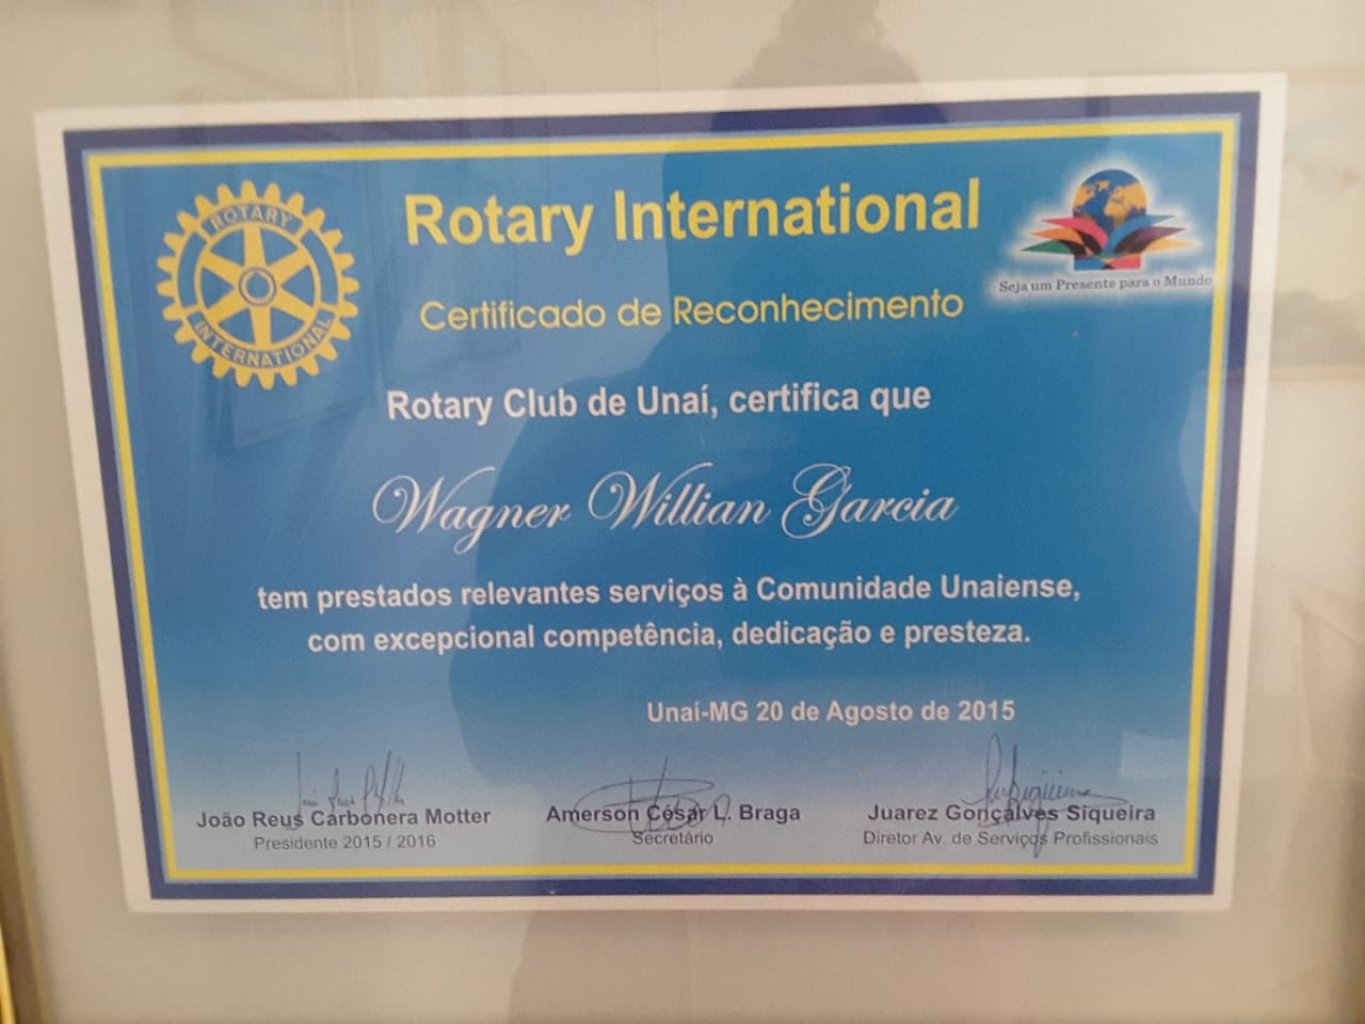 ROTARY
INTERNATIONAL
Rotary International
Seja um Presente para o Mundo
Certificado de Reconhecimento
Rotary Club de Unaí, certifica que
Wagner Willian Garcia
tem prestados relevantes serviços à Comunidade Unaiense,
com excepcional competência, dedicação e presteza.
Unaí-MG 20 de Agosto de 2015
João Reus Carbonera Motter
Presidente 2015 / 2016
Amerson César L. Braga
Secretário
Juarez Gonçalves Siqueira
Diretor Av. de Serviços Profissionais